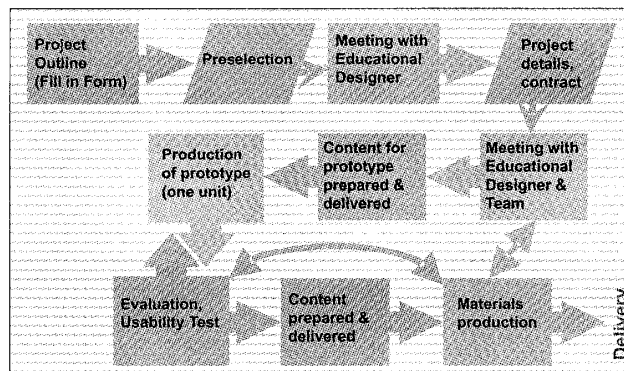 Project
Outline
(Fill in Form)
Preselection
Meeting with
Educational
Designer
Project
details,
contract
Production
of prototype
(one unit)
Content for
prototype
prepared &
delivered
Meeting with
Educational
Designer &
Team
Evaluation,
Usability Test
Content
prepared &
delivered
Materials
production
Delivery